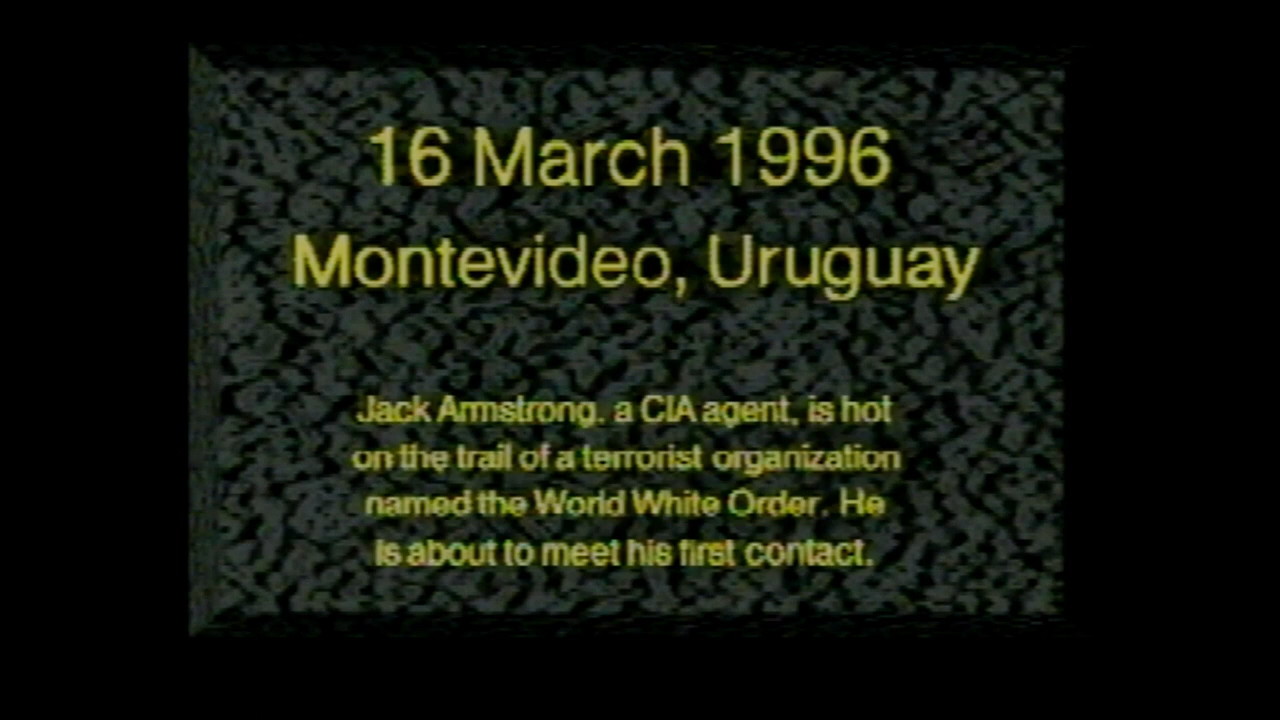 16 March 1996
Montevideo, Uruguay
Jack Armstrong, a CIA agent, is hot
on the trail of a terrorist organization
named the World White Order. He
is about to meet his first contact.